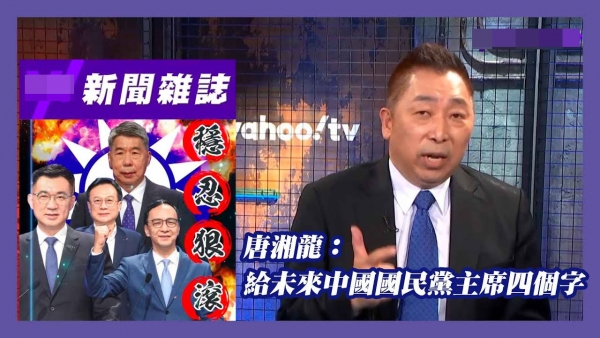 新聞雜誌
yahoo!tv
穩
忍
狠
滾
唐湘龍：
給未來中國國民黨主席四個字